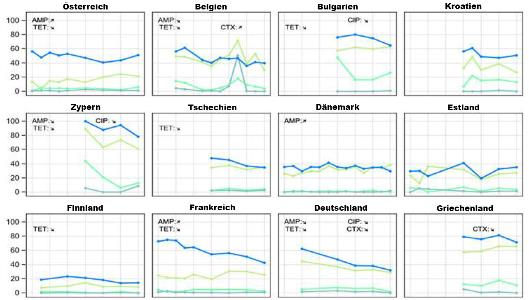 Österreich Belgien Bulgarien Kroatien
100 AMP:↗ AMP:↘ CIP:↗
80 TET:↘ TET:↘ CTX:↗ TET:↘
60
40
20
0
Zypern Tschechien Dänemark Estland
100 AMP:↘ CIP:↘ AMP:↗
80 TET:↘ TET:↘
60
40
20
0
Finnland Frankreich Deutschland Griechenland
100 AMP:↗ AMP:↘ CIP:↘
80 TET:↘ TET:↘ TET:↘ CTX:↘ CTX:↘
60
40
20
0